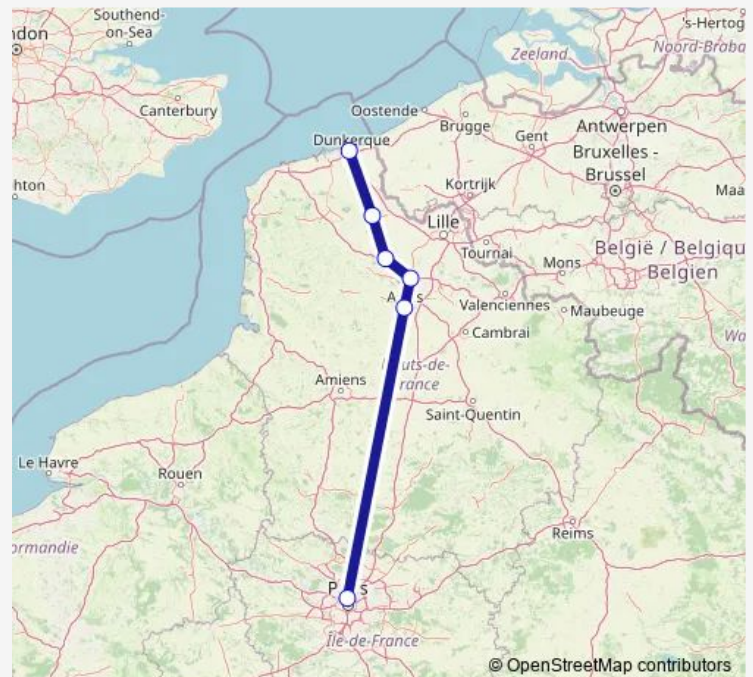 Southend-
on-Sea
's-Hertog
ndon
Zeeland
Noord-Braba
Canterbury
Oostende
Brugge
Gent
Antwerpen
Dunkerque
Bruxelles -
Brussel
hton
Kortrijk
Maa
Lille
Tournai
België / Belgiqu
Belgien
Mons
Valenciennes
Maubeuge
Cambrai
Wa
Amiens
Saint-Quentin
Le Havre
Rouen
Reims
ormandie
Île-de-France
© OpenStreetMap contributors